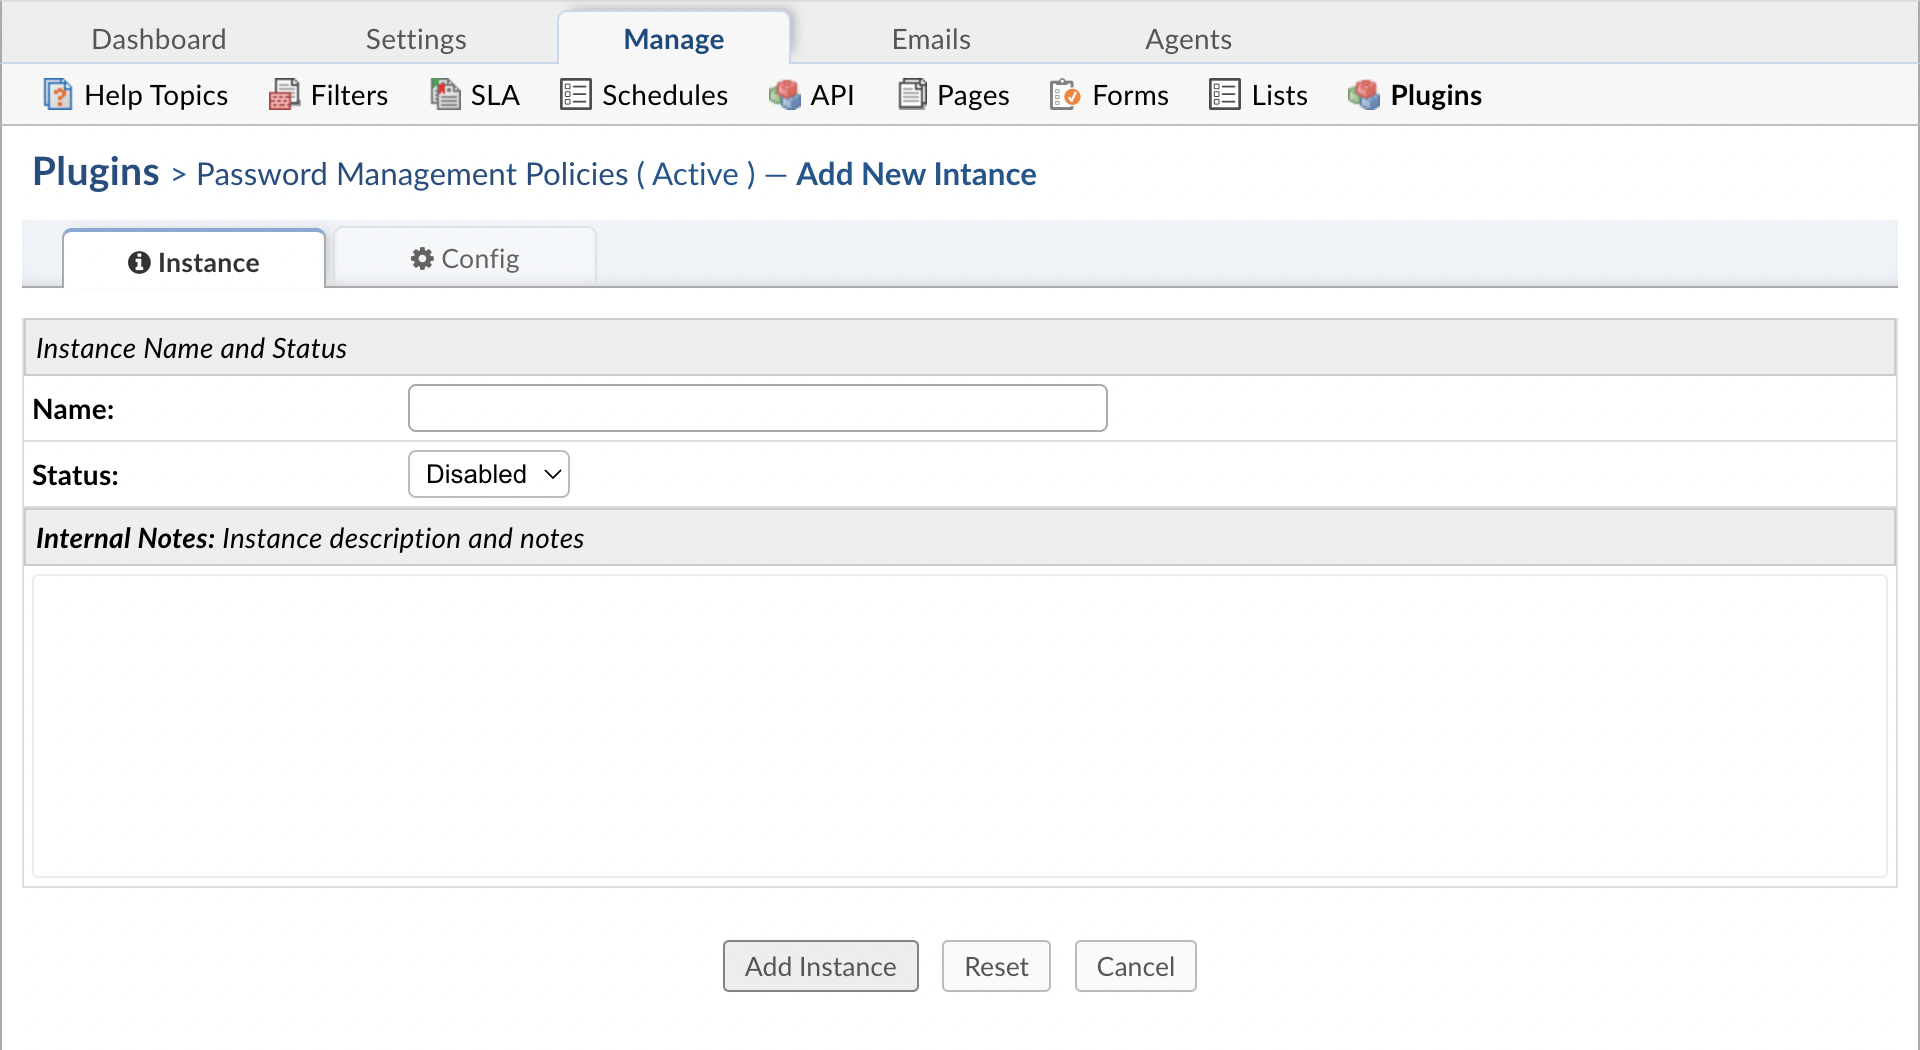 Dashboard Settings Manage Emails Agents
Help Topics Filters SLA Schedules API Pages Forms Lists Plugins
Plugins > Password Management Policies ( Active ) — Add New Intance
Instance Config
Instance Name and Status
Name:
Status: Disabled
Internal Notes: Instance description and notes
Add Instance Reset Cancel